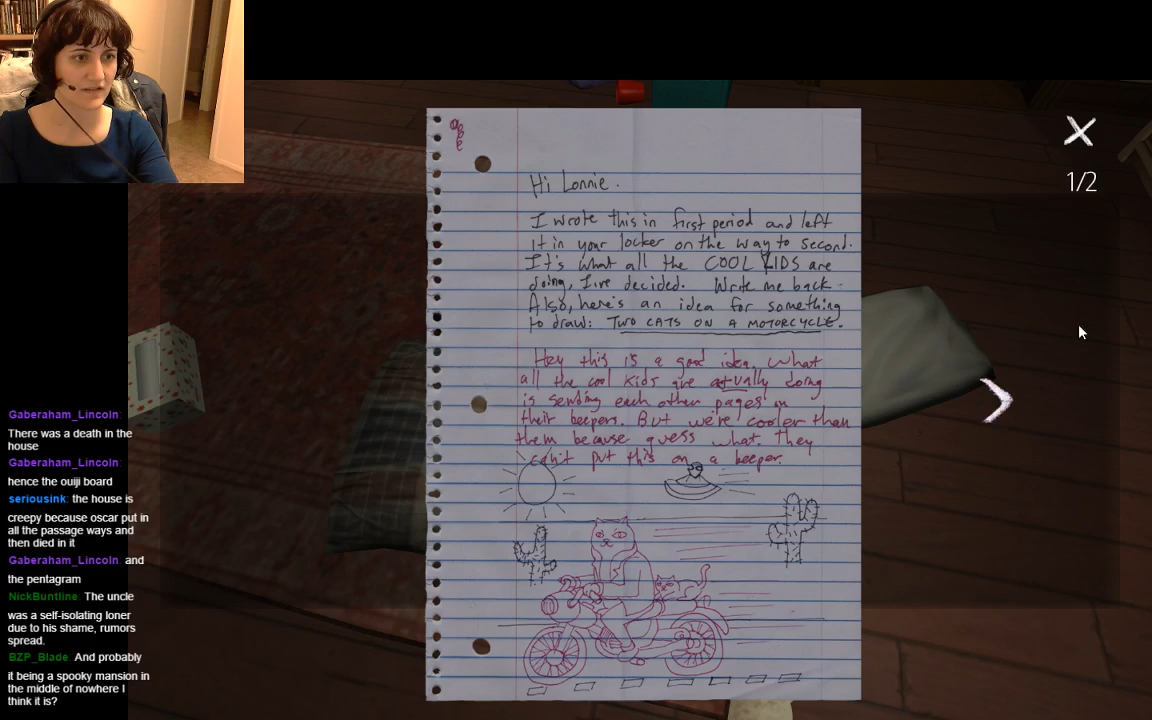 1/2
Hi Lonnie.
I wrote this in first period and left
it in your locker on the way to second.
It's what all the COOL KIDS are
doing, I've decided. Write me back.
Also, here's an idea for something
to draw: TWO CATS ON A MOTORCYCLE.
Hey this is a good idea. What
all the cool kids are actually doing
is sending each other pages on
their beepers. But we're cooler than
them because guess what. They
can't put this on a beeper.
Gaberaham_Lincoln:
There was a death in the
house
Gaberaham_Lincoln:
hence the ouiji board
seriousink: the house is
creepy because oscar put in
all the passage ways and
then died in it
Gaberaham_Lincoln: and
the pentagram
NickBuntline: The uncle
was a self-isolating loner
due to his shame, rumors
spread.
BZP_Blade: And probably
it being a spooky mansion in
the middle of nowhere I
think it is?